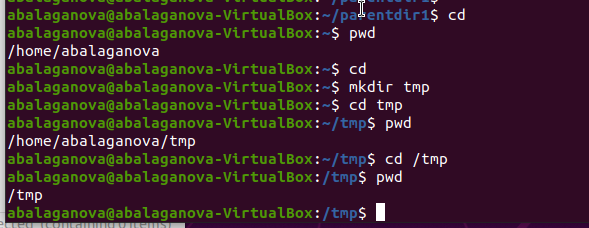 abalaganova@abalaganova-VirtualBox:~/parentdir1$ cd
abalaganova@abalaganova-VirtualBox:~$ pwd
/home/abalaganova
abalaganova@abalaganova-VirtualBox:~$ cd
abalaganova@abalaganova-VirtualBox:~$ mkdir tmp
abalaganova@abalaganova-VirtualBox:~$ cd tmp
abalaganova@abalaganova-VirtualBox:~/tmp$ pwd
/home/abalaganova/tmp
abalaganova@abalaganova-VirtualBox:~/tmp$ cd /tmp
abalaganova@abalaganova-VirtualBox:/tmp$ pwd
/tmp
abalaganova@abalaganova-VirtualBox:/tmp$